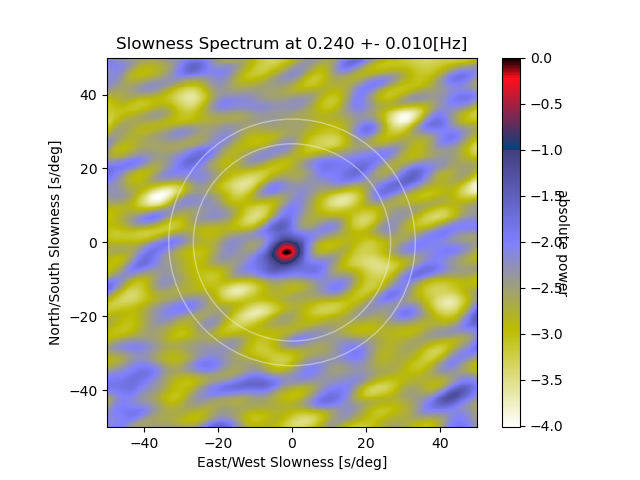 Slowness Spectrum at 0.240 +- 0.010[Hz]
North/South Slowness [s/deg]
40
20
0
−20
−40
−40 −20 0 20 40
East/West Slowness [s/deg]
0.0
−0.5
−1.0
−1.5
−2.0
−2.5
−3.0
−3.5
−4.0
absolute power